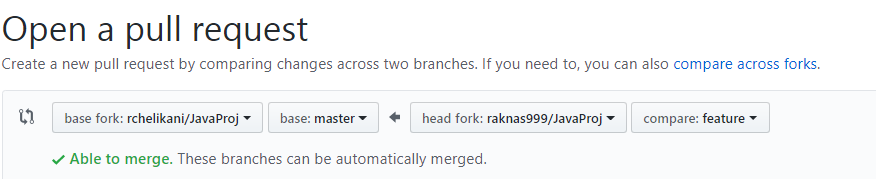 Open a pull request
Create a new pull request by comparing changes across two branches. If you need to, you can also compare across forks.
base fork: rchelikani/JavaProj base: master head fork: raknas999/JavaProj compare: feature
Able to merge. These branches can be automatically merged.